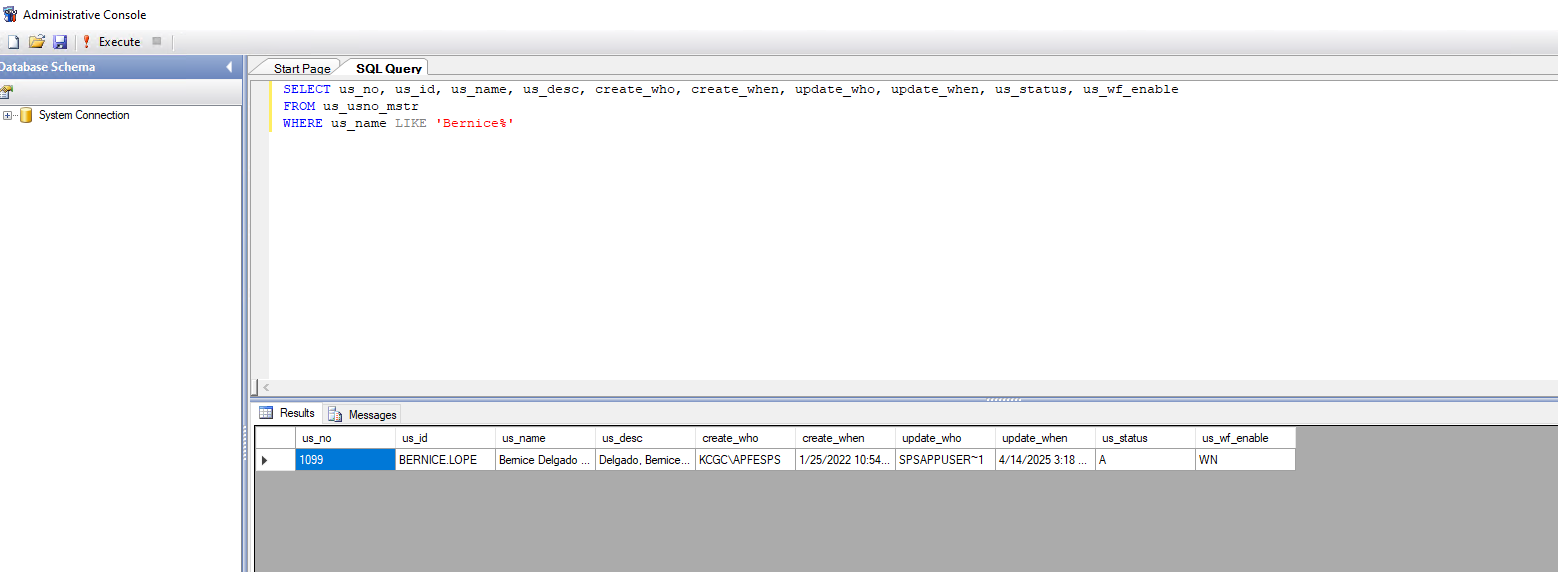 Administrative Console
Execute
Database Schema
System Connection
Start Page SQL Query
SELECT us_no, us_id, us_name, us_desc, create_who, create_when, update_who, update_when, us_status, us_wf_enable
FROM us_usno_mstr
WHERE us_name LIKE 'Bernice%'
Results Messages
us_no us_id us_name us_desc create_who create_when update_who update_when us_status us_wf_enable
1099 BERNICE.LOPE Bernice Delgado ... Delgado, Bernice... KCGC\APFESPS 1/25/2022 10:54... SPSAPPUSER~1 4/14/2025 3:18 ... A WN